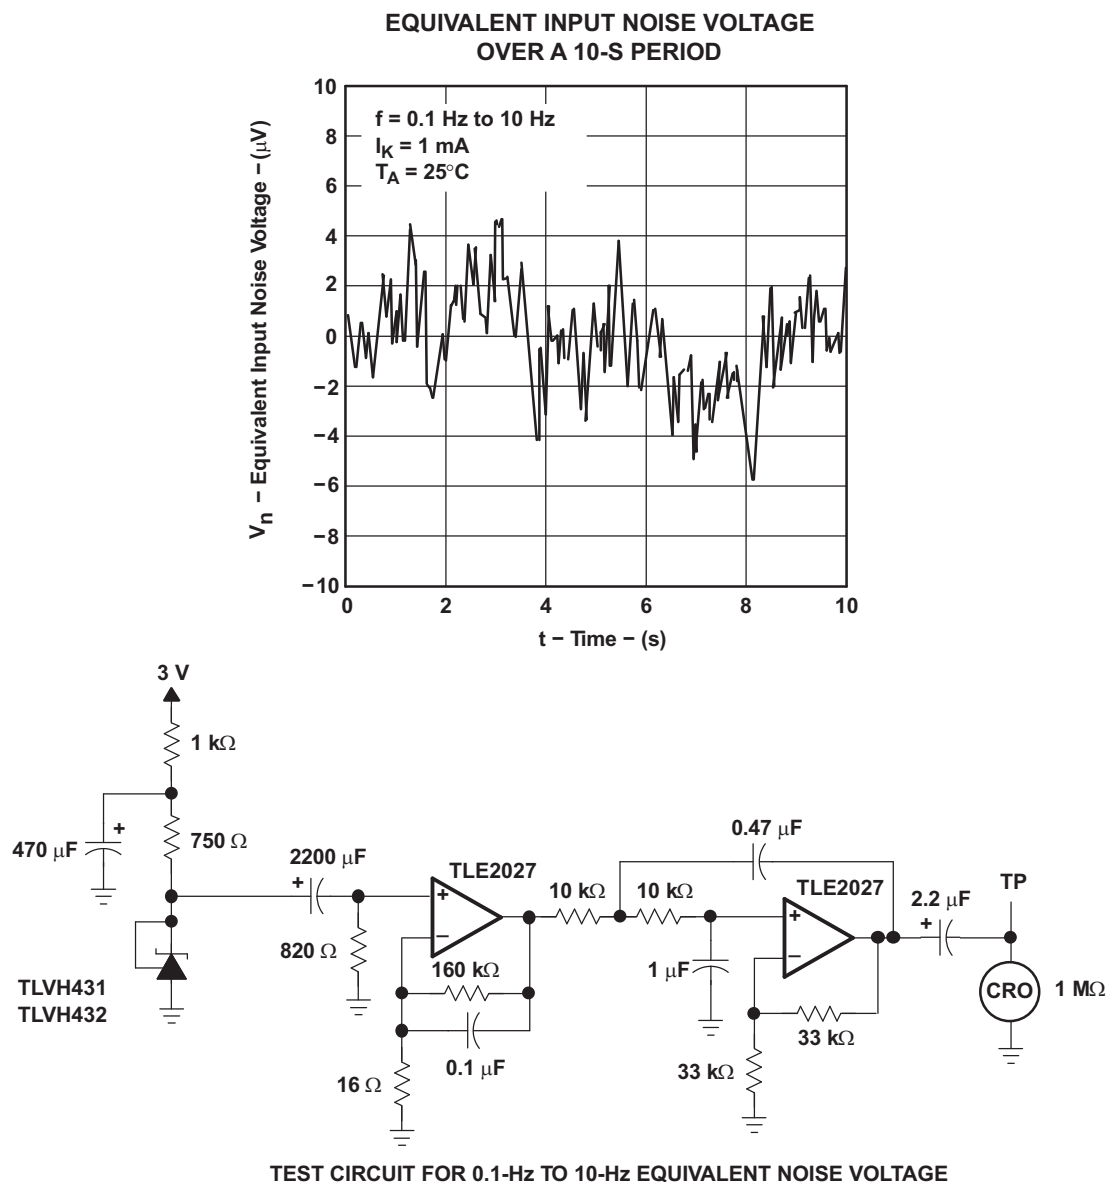 EQUIVALENT INPUT NOISE VOLTAGE
OVER A 10-S PERIOD
10
8
6
4
2
0
−2
−4
−6
−8
−10
V_n − Equivalent Input Noise Voltage − (μV)
f = 0.1 Hz to 10 Hz
I_K = 1 mA
T_A = 25°C
0
2
4
6
8
10
t − Time − (s)
3 V
1 kΩ
470 μF
+
750 Ω
2200 μF
+
820 Ω
TLVH431
TLVH432
TLE2027
+
−
160 kΩ
0.1 μF
16 Ω
10 kΩ
10 kΩ
0.47 μF
1 μF
TLE2027
+
−
33 kΩ
33 kΩ
2.2 μF
+
TP
CRO
1 MΩ
TEST CIRCUIT FOR 0.1-Hz TO 10-Hz EQUIVALENT NOISE VOLTAGE